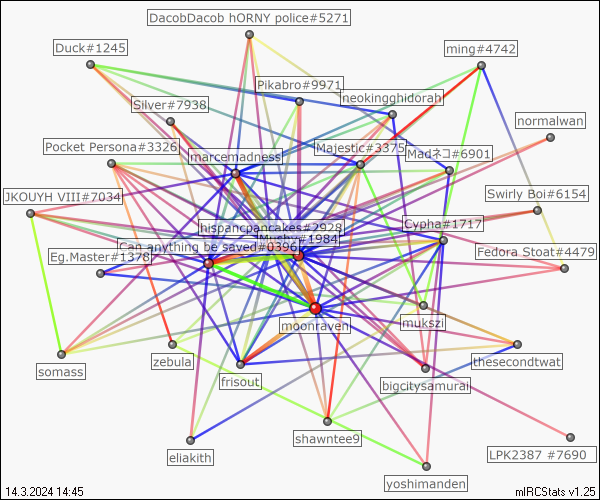 DacobDacob hORNY police#5271
Duck#1245
ming#4742
Pikabro#9971
neokingghidorah
Silver#7938
normalwan
Pocket Persona#3326
marcemadness
Majestic#3375
Madネコ#6901
JKOUYH VIII#7034
Swirly Boi#6154
hispancpancakes#2928
Cypha#1717
#1984
Can anything be saved#0396
Eg.Master#1378
Fedora Stoat#4479
moonraven
mukszi
somass
zebula
frisout
bigcitysamurai
thesecondtwat
eliakith
shawntee9
LPK2387 #7690
yoshimanden
14.3.2024 14:45
mIRCStats v1.25